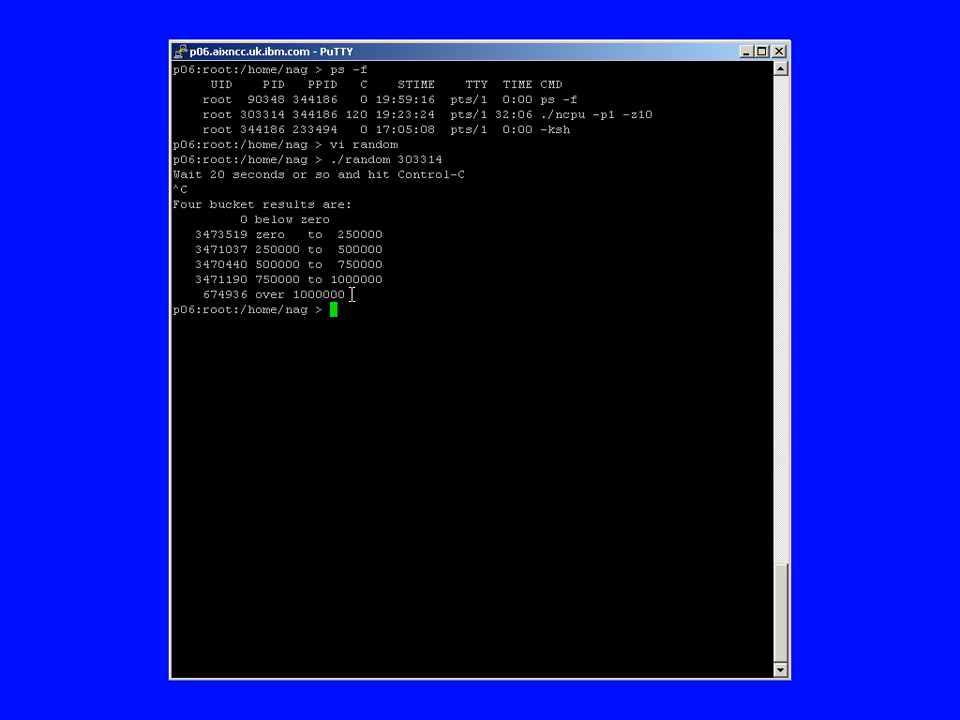 p06.aixncc.uk.ibm.com - PuTTY
p06:root:/home/nag > ps -f
UID PID PPID C STIME TTY TIME CMD
root 90348 344186 0 19:59:16 pts/1 0:00 ps -f
root 303314 344186 120 19:23:24 pts/1 32:06 ./ncpu -p1 -z10
root 344186 233494 0 17:05:08 pts/1 0:00 -ksh
p06:root:/home/nag > vi random
p06:root:/home/nag > ./random 303314
Wait 20 seconds or so and hit Control-C
^C
Four bucket results are:
0 below zero
3473519 zero to 250000
3471037 250000 to 500000
3470440 500000 to 750000
3471190 750000 to 1000000
674936 over 1000000
p06:root:/home/nag >